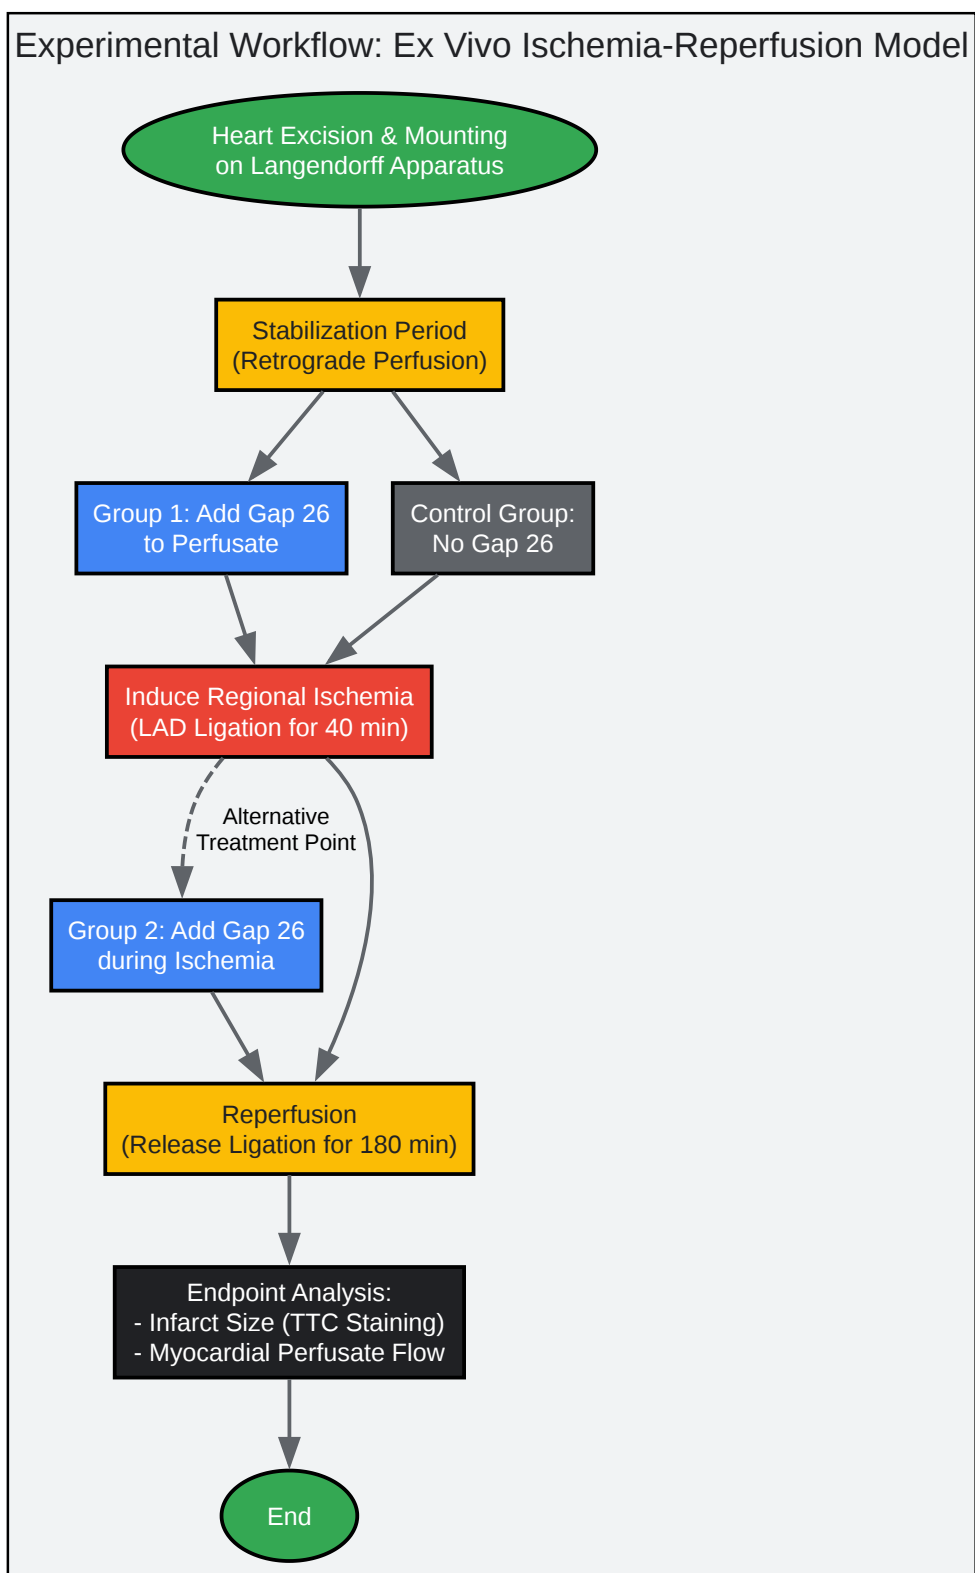 Experimental Workflow: Ex Vivo Ischemia-Reperfusion Model
Heart Excision & Mounting
on Langendorff Apparatus
Stabilization Period
(Retrograde Perfusion)
Group 1: Add Gap 26
to Perfusate
Control Group:
No Gap 26
Induce Regional Ischemia
(LAD Ligation for 40 min)
Alternative
Treatment Point
Group 2: Add Gap 26
during Ischemia
Reperfusion
(Release Ligation for 180 min)
Endpoint Analysis:
- Infarct Size (TTC Staining)
- Myocardial Perfusate Flow
End